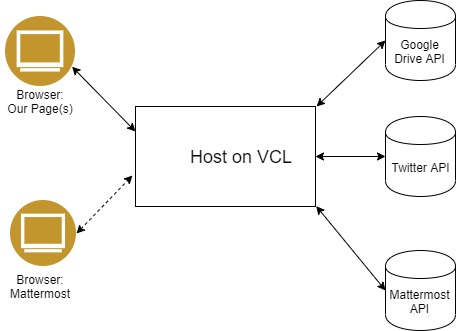 Browser:
Our Page(s)
Browser:
Mattermost
Host on VCL
Google
Drive API
Twitter API
Mattermost
API